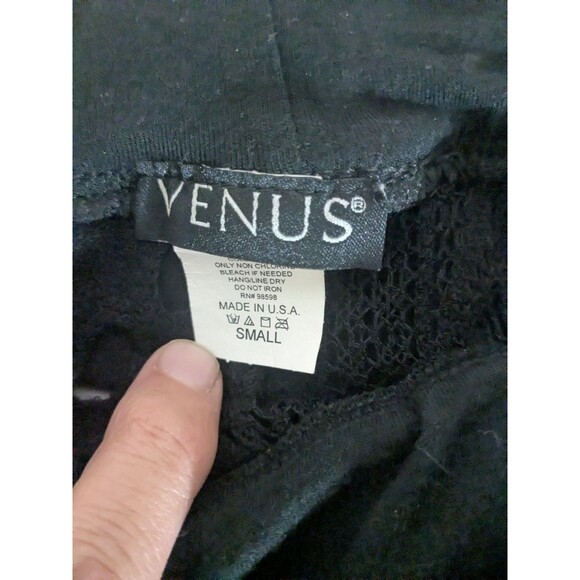 VENUS®
ONLY NON CHLORINE
BLEACH IF NEEDED
HANG/LINE DRY
DO NOT IRON
RN# 98598
MADE IN U.S.A.
SMALL